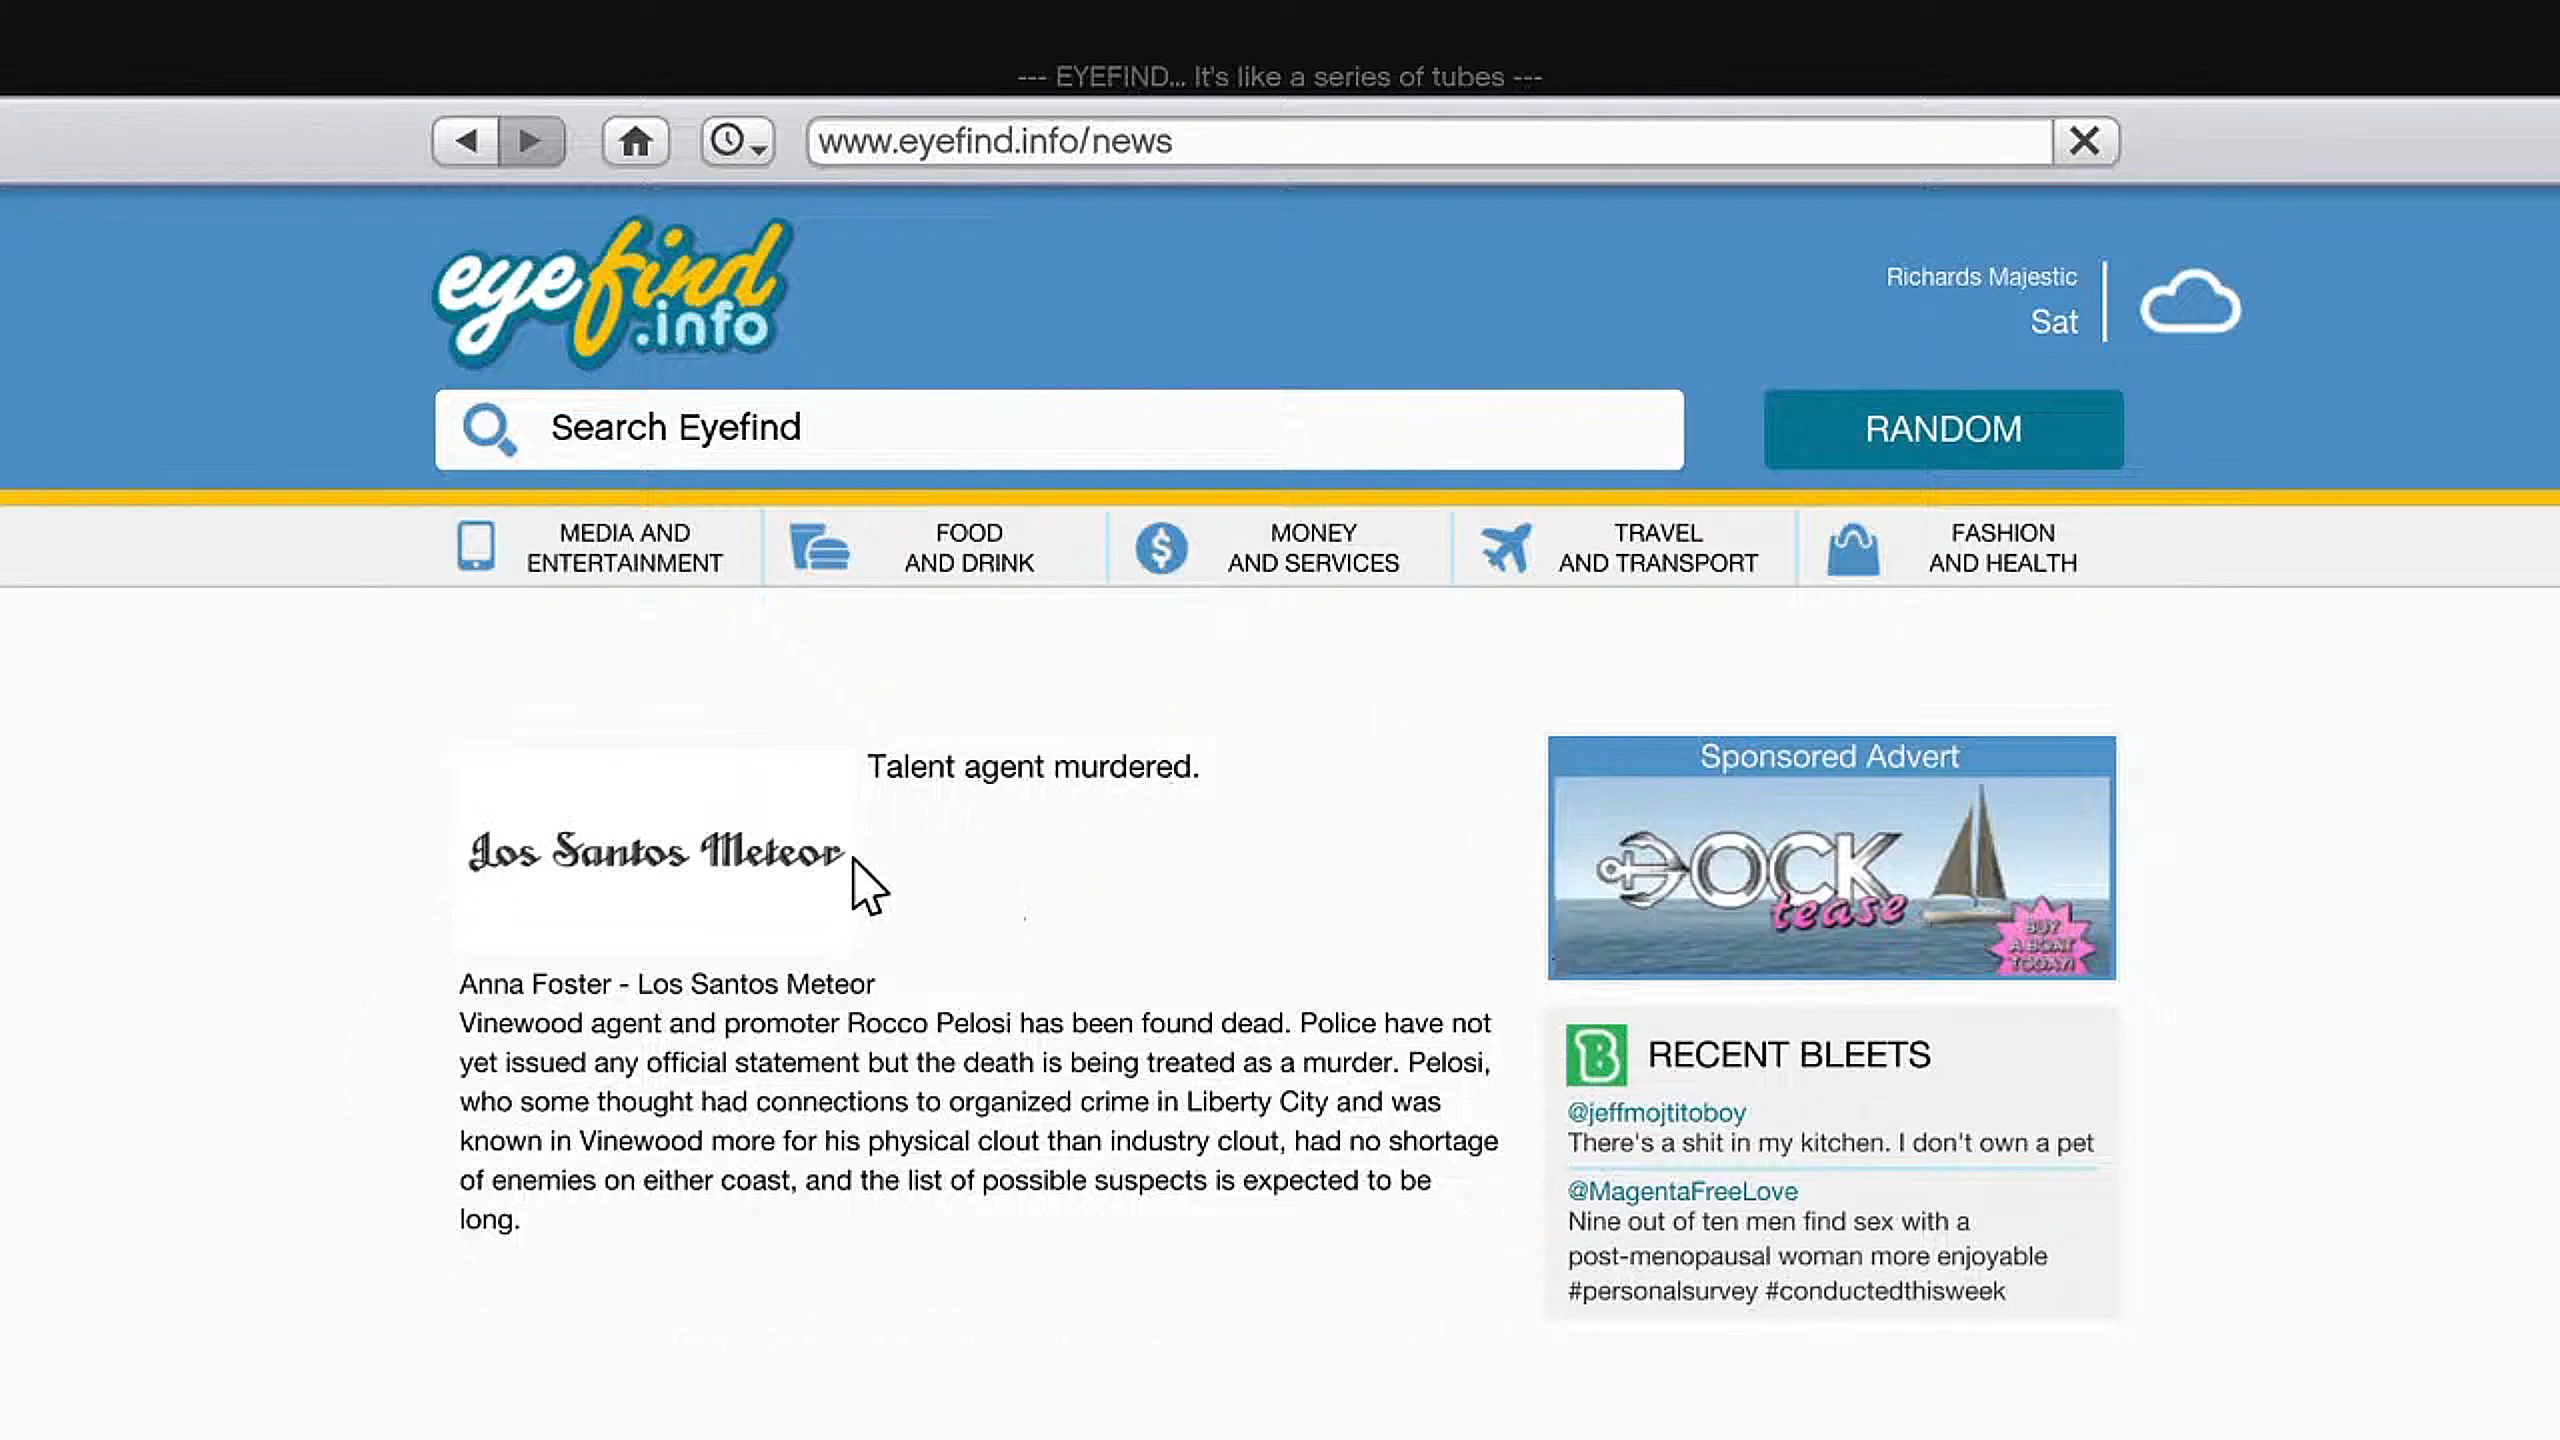 --- EYEFIND... It's like a series of tubes ---
www.eyefind.info/news
eyefind
.info
Richards Majestic
Sat
Search Eyefind
RANDOM
MEDIA AND
ENTERTAINMENT
FOOD
AND DRINK
MONEY
AND SERVICES
TRAVEL
AND TRANSPORT
FASHION
AND HEALTH
Talent agent murdered.
Los Santos Meteor
Anna Foster - Los Santos Meteor
Vinewood agent and promoter Rocco Pelosi has been found dead. Police have not
yet issued any official statement but the death is being treated as a murder. Pelosi,
who some thought had connections to organized crime in Liberty City and was
known in Vinewood more for his physical clout than industry clout, had no shortage
of enemies on either coast, and the list of possible suspects is expected to be
long.
Sponsored Advert
DOCK
tease
BUY
A BOAT
TODAY!
RECENT BLEETS
@jeffmojtitoboy
There's a shit in my kitchen. I don't own a pet
@MagentaFreeLove
Nine out of ten men find sex with a
post-menopausal woman more enjoyable
#personalsurvey #conductedthisweek